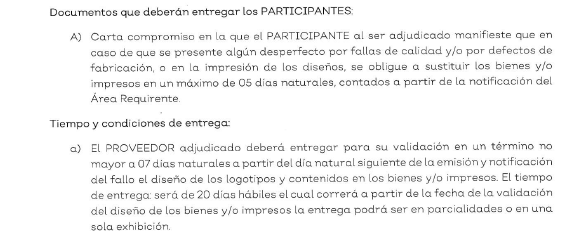 Documentos que deberán entregar los PARTICIPANTES:
A) Carta compromiso en la que el PARTICIPANTE al ser adjudicado manifieste que en
caso de que se presente algún desperfecto por fallas de calidad y/o por defectos de
fabricación, o en la impresión de los diseños, se obligue a sustituir los bienes y/o
impresos en un máximo de 05 días naturales, contados a partir de la notificación del
Área Requirente.
Tiempo y condiciones de entrega:
a) El PROVEEDOR adjudicado deberá entregar para su validación en un término no
mayor a 07 días naturales a partir del día natural siguiente de la emisión y notificación
del fallo el diseño de los logotipos y contenidos en los bienes y/o impresos. El tiempo
de entrega: será de 20 días hábiles el cual correrá a partir de la fecha de la validación
del diseño de los bienes y/o impresos la entrega podrá ser en parcialidades o en una
sola exhibición.